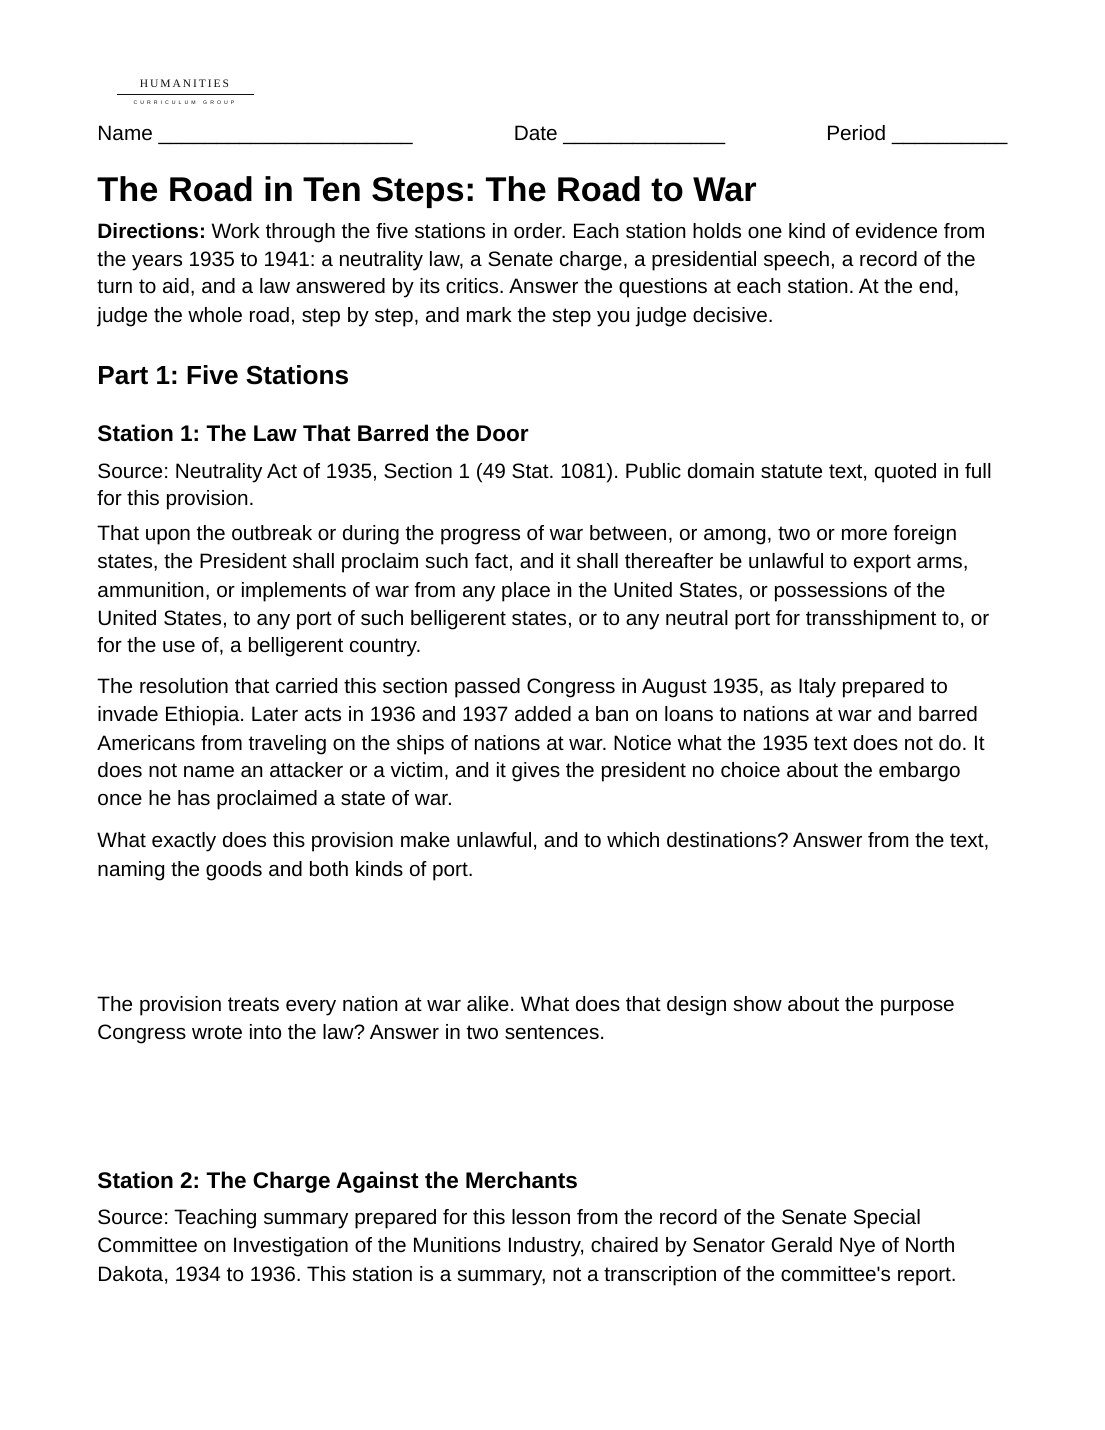 HUMANITIES
CURRICULUM GROUP
Name ______________________ Date ______________ Period __________
The Road in Ten Steps: The Road to War
Directions: Work through the five stations in order. Each station holds one kind of evidence from
the years 1935 to 1941: a neutrality law, a Senate charge, a presidential speech, a record of the
turn to aid, and a law answered by its critics. Answer the questions at each station. At the end,
judge the whole road, step by step, and mark the step you judge decisive.
Part 1: Five Stations
Station 1: The Law That Barred the Door
Source: Neutrality Act of 1935, Section 1 (49 Stat. 1081). Public domain statute text, quoted in full
for this provision.
That upon the outbreak or during the progress of war between, or among, two or more foreign
states, the President shall proclaim such fact, and it shall thereafter be unlawful to export arms,
ammunition, or implements of war from any place in the United States, or possessions of the
United States, to any port of such belligerent states, or to any neutral port for transshipment to, or
for the use of, a belligerent country.
The resolution that carried this section passed Congress in August 1935, as Italy prepared to
invade Ethiopia. Later acts in 1936 and 1937 added a ban on loans to nations at war and barred
Americans from traveling on the ships of nations at war. Notice what the 1935 text does not do. It
does not name an attacker or a victim, and it gives the president no choice about the embargo
once he has proclaimed a state of war.
What exactly does this provision make unlawful, and to which destinations? Answer from the text,
naming the goods and both kinds of port.
The provision treats every nation at war alike. What does that design show about the purpose
Congress wrote into the law? Answer in two sentences.
Station 2: The Charge Against the Merchants
Source: Teaching summary prepared for this lesson from the record of the Senate Special
Committee on Investigation of the Munitions Industry, chaired by Senator Gerald Nye of North
Dakota, 1934 to 1936. This station is a summary, not a transcription of the committee's report.